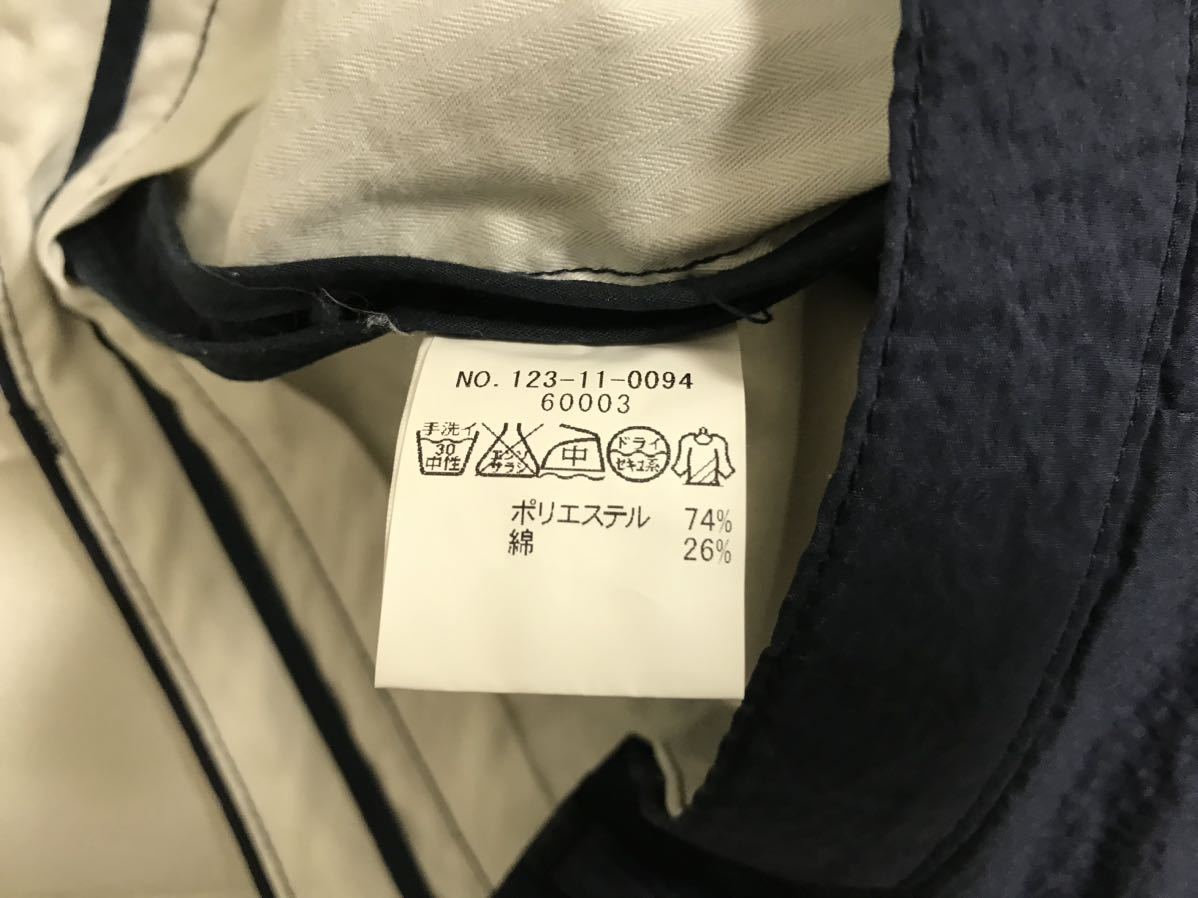 NO. 123-11-0094
60003
手洗イ
30
中性
エンソ
サラシ
中
ドライ
セキユ系
ポリエステル 74%
綿 26%